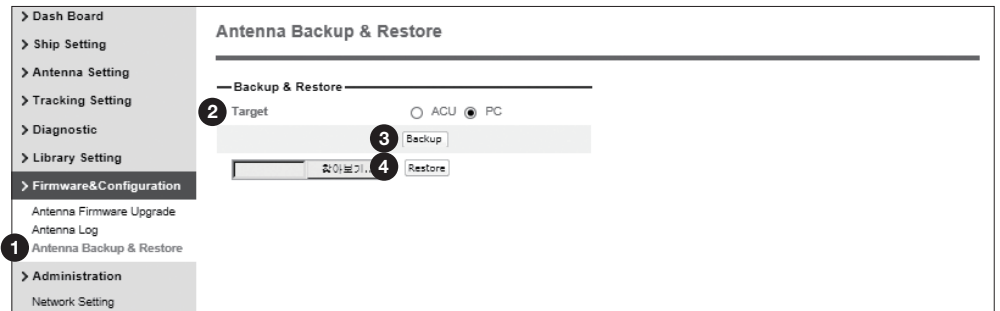 > Dash Board
> Ship Setting
> Antenna Setting
> Tracking Setting
> Diagnostic
> Library Setting
> Firmware&Configuration
Antenna Firmware Upgrade
Antenna Log
1 Antenna Backup & Restore
> Administration
Network Setting
Antenna Backup & Restore
Backup & Restore
2 Target ACU PC
3 Backup
찾아보기... 4 Restore